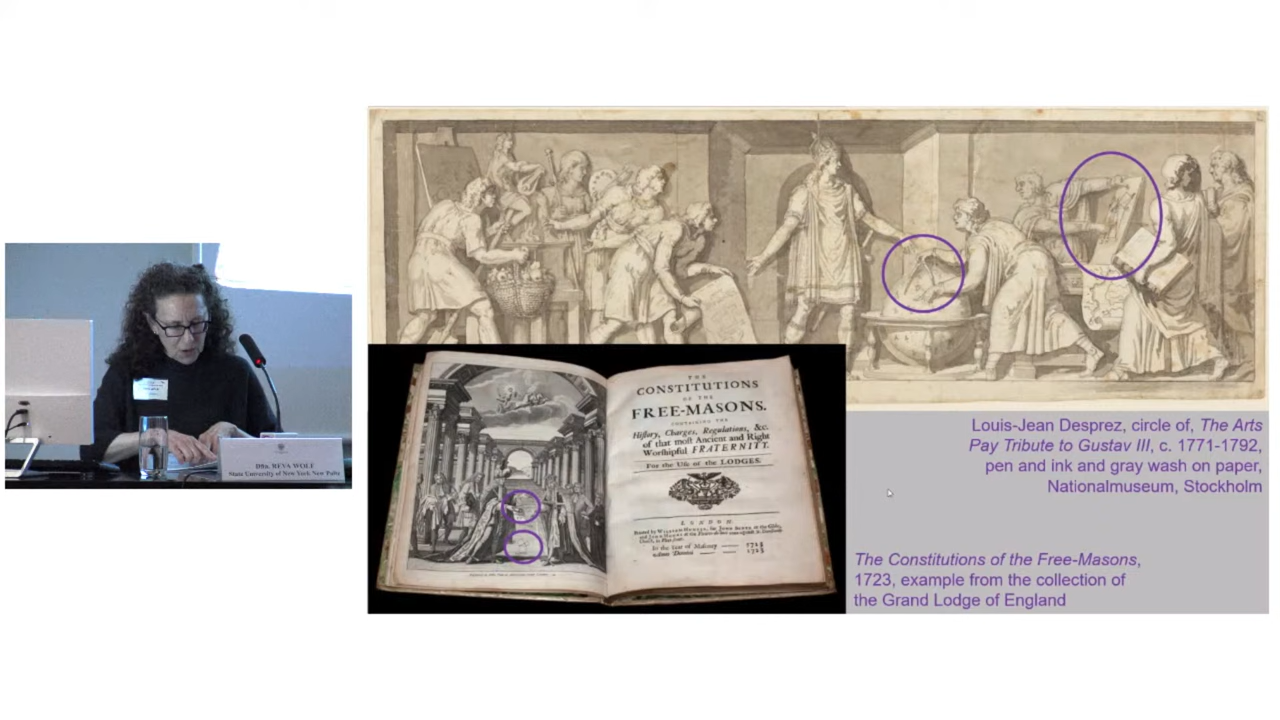 DÑa. REVA WOLF
State University of New York New Paltz
THE
CONSTITUTIONS
OF THE
FREE-MASONS.
CONTAINING THE
History, Charges, Regulations, &c.
of that most Ancient and Right
Worshipful FRATERNITY.
For the Use of the LODGES.
LONDON
In the Year of Masonry 5723
Anno Domini 1723
Louis-Jean Desprez, circle of, The Arts
Pay Tribute to Gustav III, c. 1771-1792,
pen and ink and gray wash on paper,
Nationalmuseum, Stockholm
The Constitutions of the Free-Masons,
1723, example from the collection of
the Grand Lodge of England